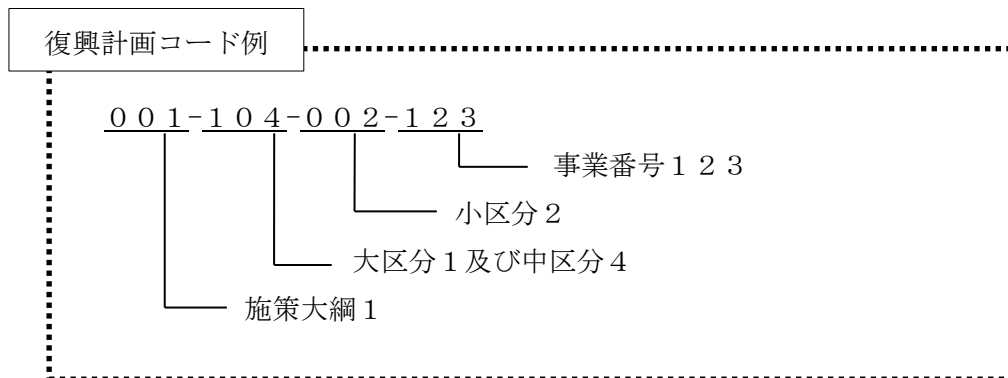 復興計画コード例
００１-１０４-００２-１２３
事業番号１２３
小区分２
大区分１及び中区分４
施策大綱１